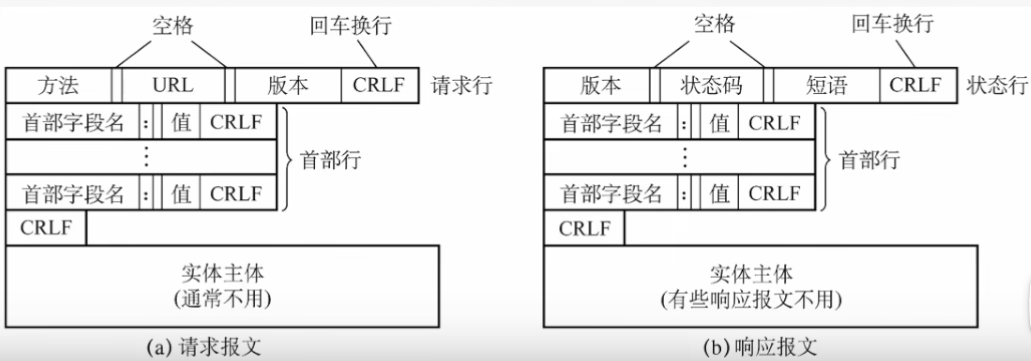 空格 回车换行
方法 URL 版本 CRLF 请求行
首部字段名 : 值 CRLF
⋮ 首部行
首部字段名 : 值 CRLF
CRLF
实体主体
(通常不用)
(a) 请求报文
空格 回车换行
版本 状态码 短语 CRLF 状态行
首部字段名 : 值 CRLF
⋮ 首部行
首部字段名 : 值 CRLF
CRLF
实体主体
(有些响应报文不用)
(b) 响应报文